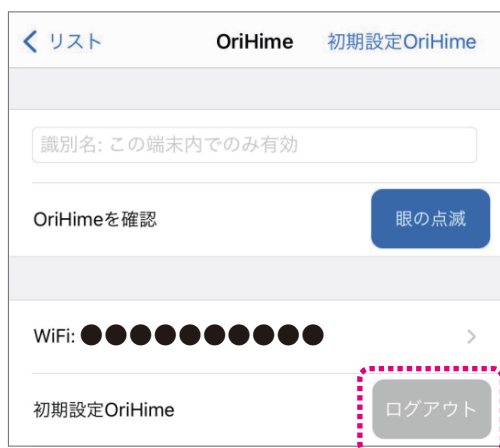 リスト OriHime 初期設定OriHime
識別名: この端末内でのみ有効
OriHimeを確認 眼の点滅
WiFi: ●●●●●●●●●●
初期設定OriHime ログアウト